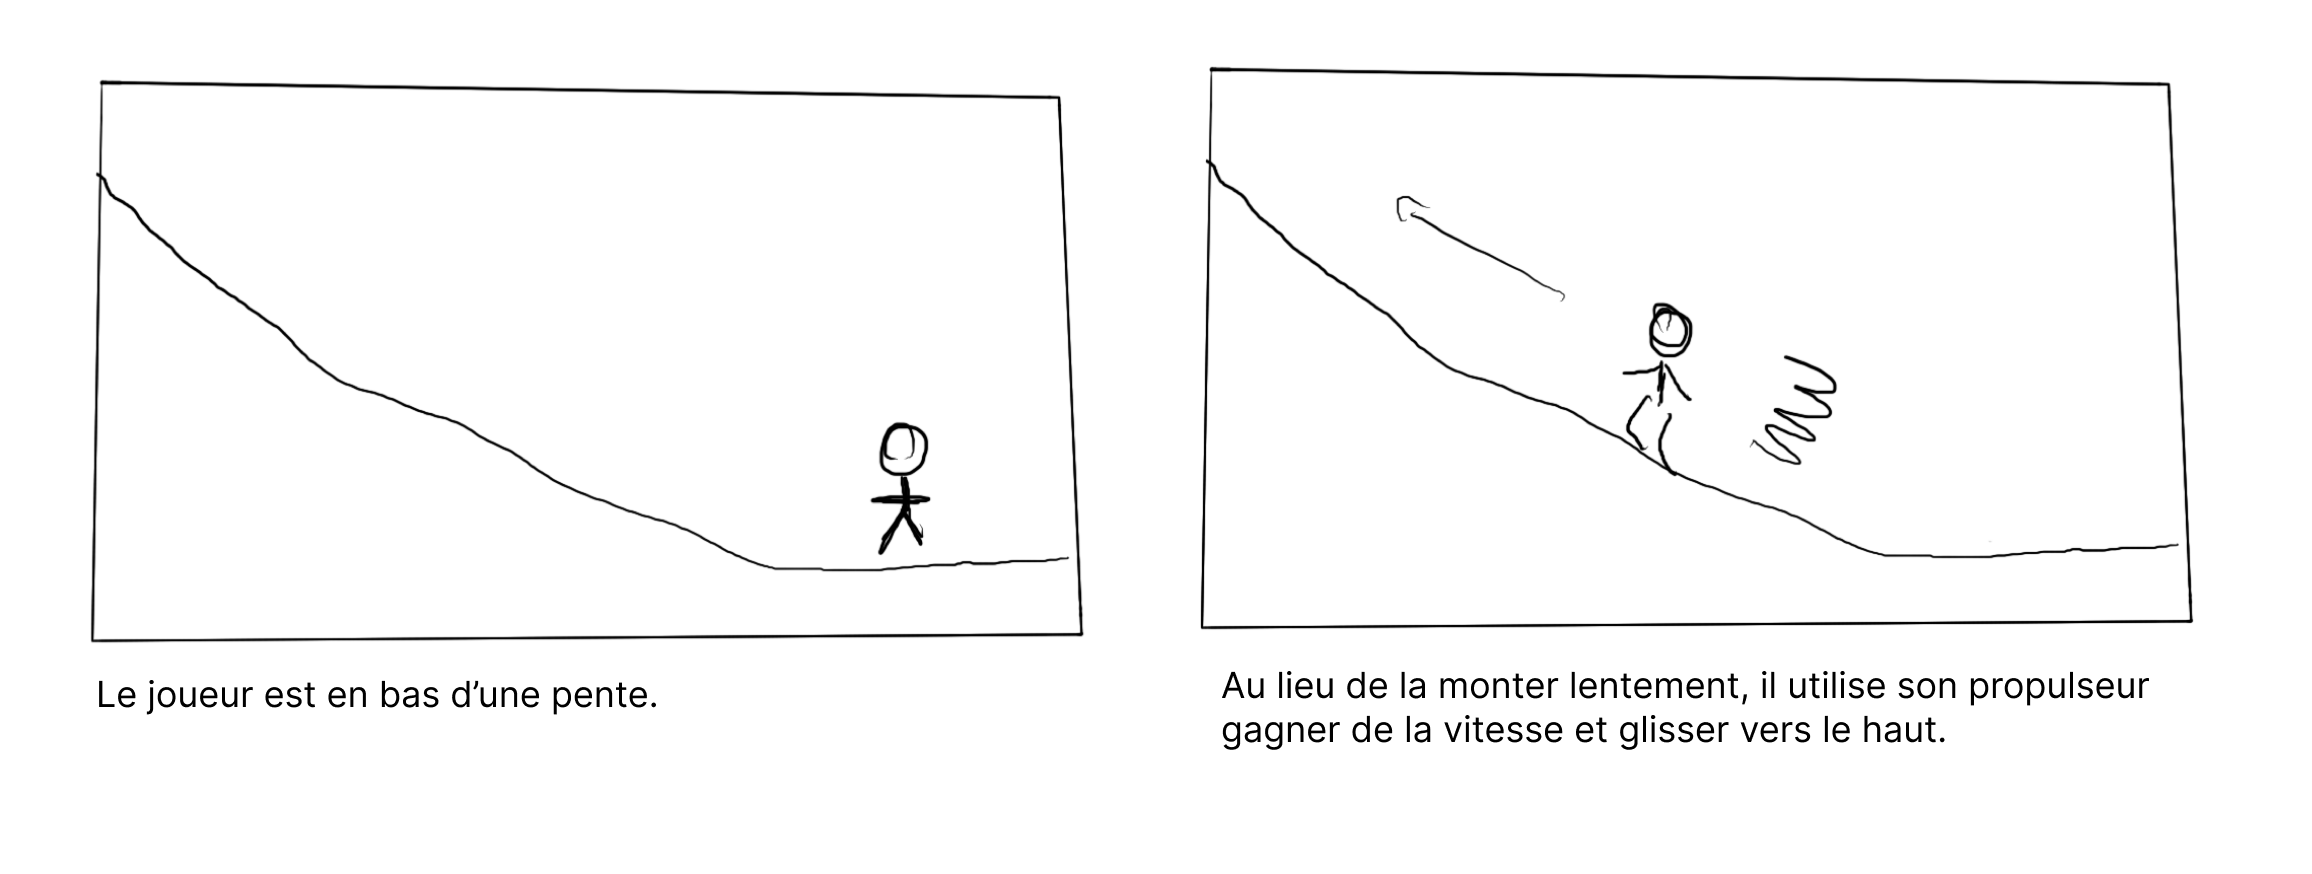 Le joueur est en bas d’une pente.
Au lieu de la monter lentement, il utilise son propulseur
gagner de la vitesse et glisser vers le haut.